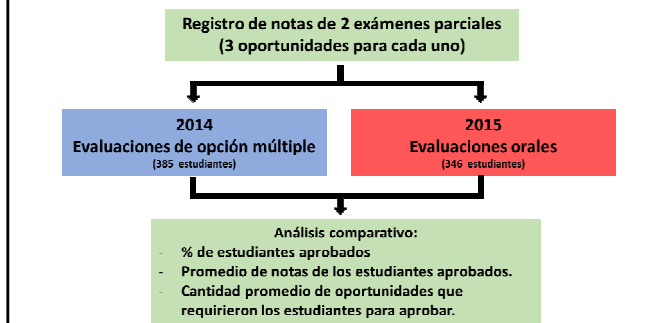 Registro de notas de 2 exámenes parciales
(3 oportunidades para cada uno)
2014
Evaluaciones de opción múltiple
(385 estudiantes)
2015
Evaluaciones orales
(346 estudiantes)
Análisis comparativo:
- % de estudiantes aprobados
- Promedio de notas de los estudiantes aprobados.
- Cantidad promedio de oportunidades que
requirieron los estudiantes para aprobar.